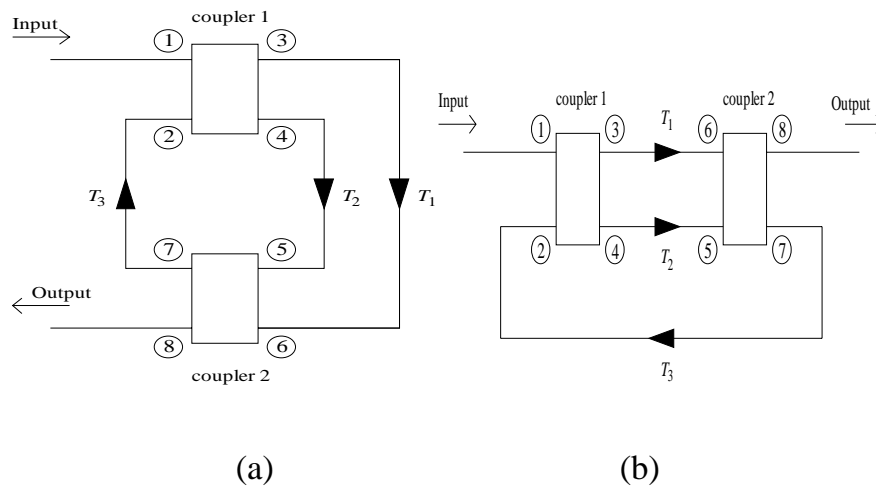 coupler 1
Input
① ③
② ④
T₃ T₂ T₁
⑦ ⑤
Output
⑧ ⑥
coupler 2
(a)
Input coupler 1 coupler 2 Output
① ③ T₁ ⑥ ⑧
② ④ T₂ ⑤ ⑦
T₃
(b)